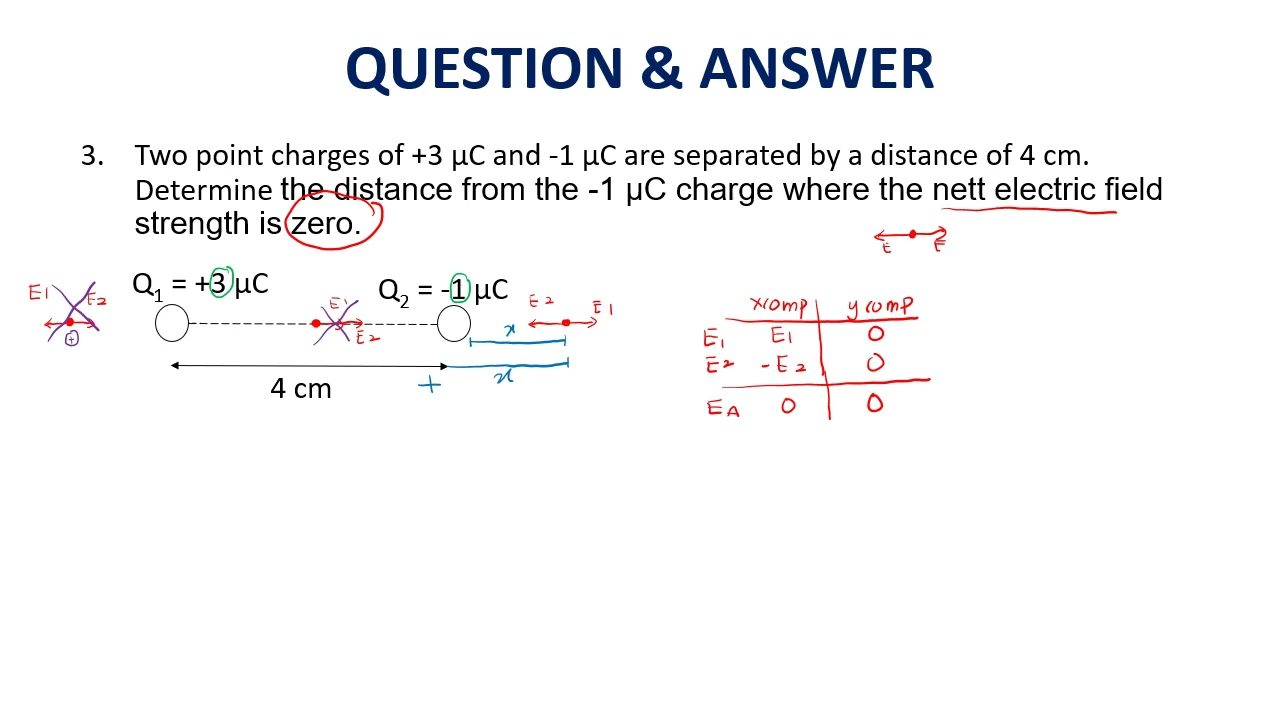 QUESTION & ANSWER
3. Two point charges of +3 µC and -1 µC are separated by a distance of 4 cm.
Determine the distance from the -1 µC charge where the nett electric field
strength is zero.
E E
Q1 = +3 µC
Q2 = -1 µC
E1 E2
+
E1
E2
E2 E1
x
x
4 cm
+
xcomp ycomp
E1 E1 0
E2 -E2 0
EA 0 0